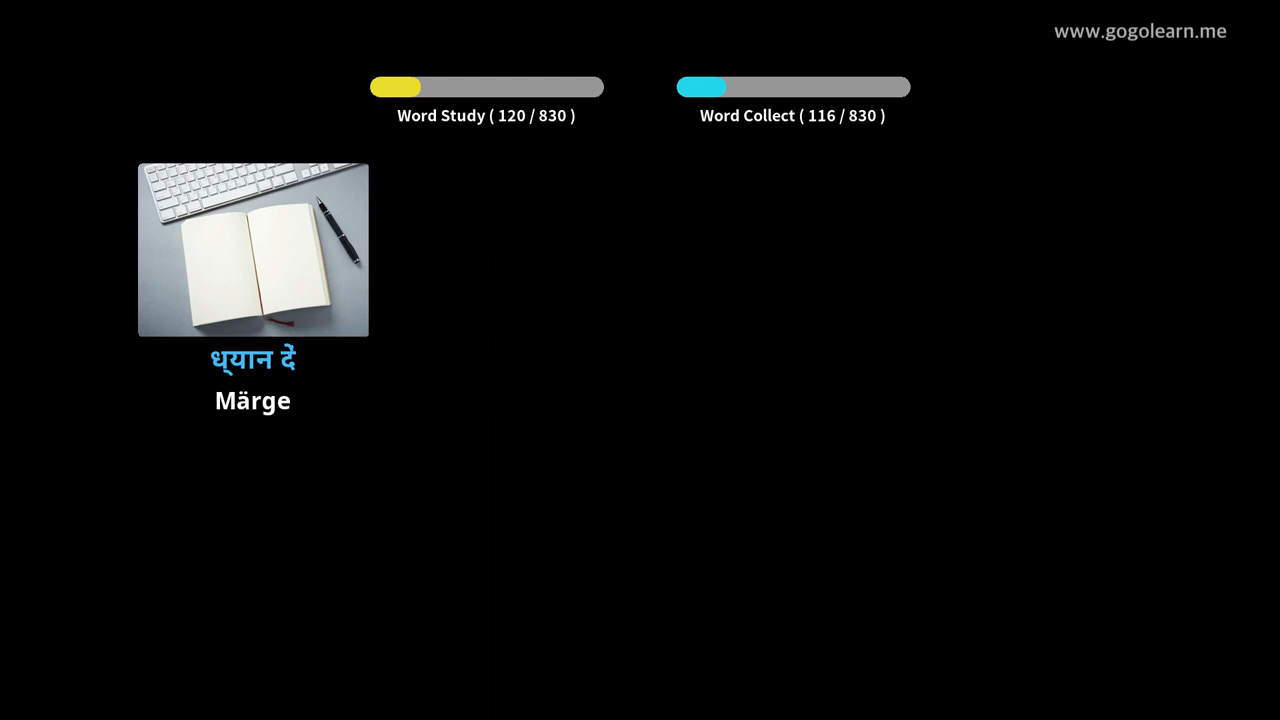 www.gogolearn.me
Word Study ( 120 / 830 )
Word Collect ( 116 / 830 )
ध्यान दें
Märge